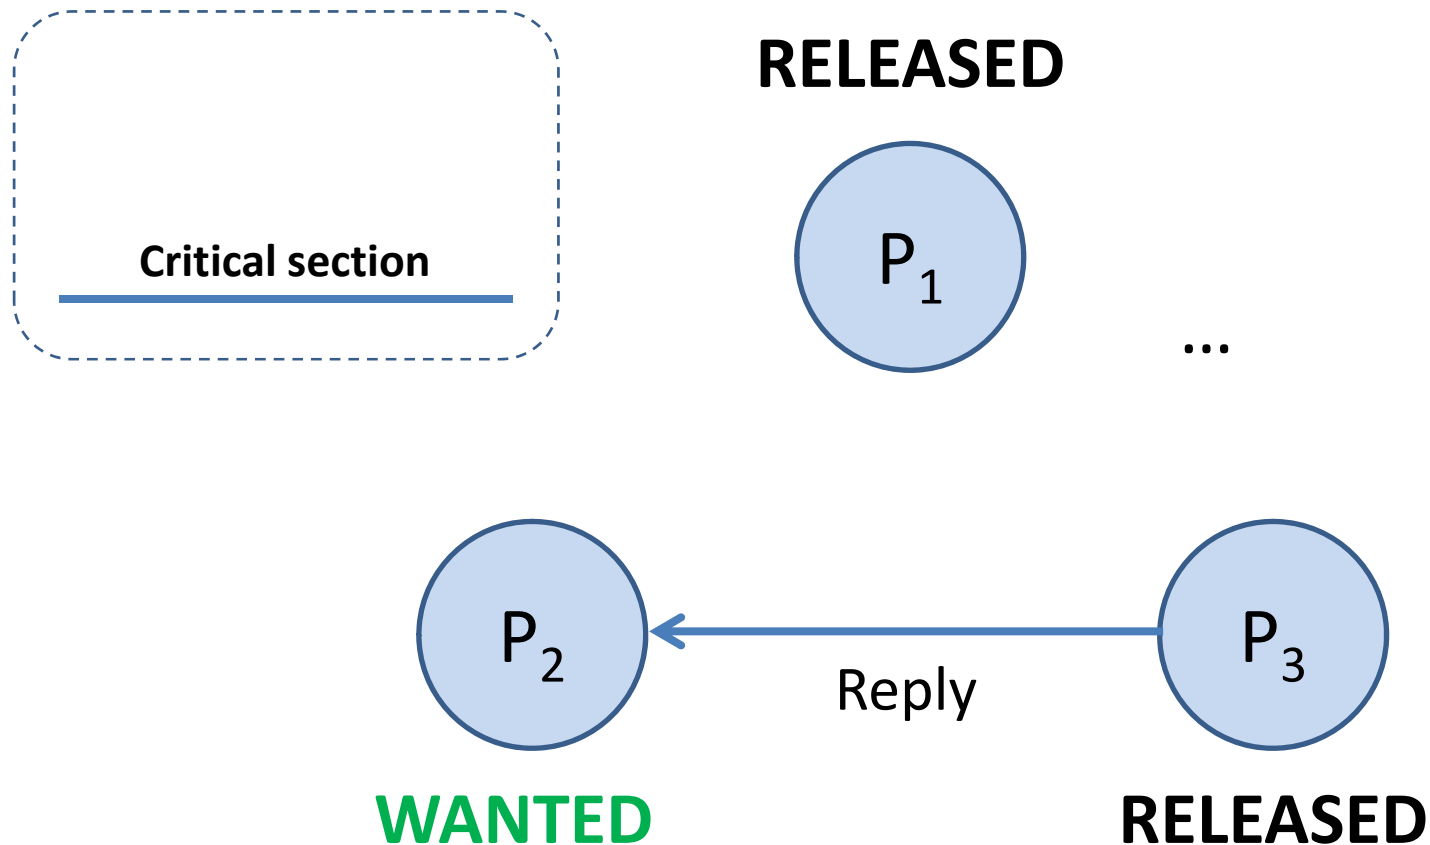 RELEASED
Critical section
P1
...
P2
P3
Reply
WANTED
RELEASED